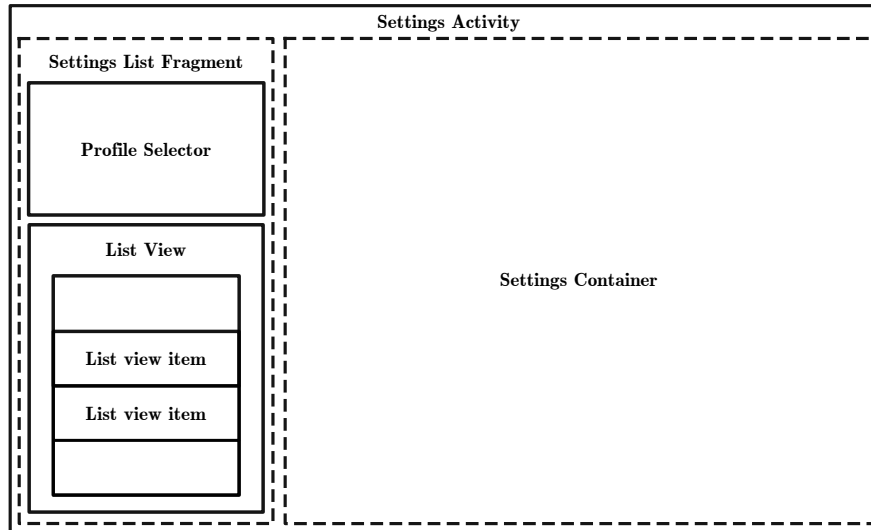 Settings Activity
Settings List Fragment
Profile Selector
List View
List view item
List view item
Settings Container